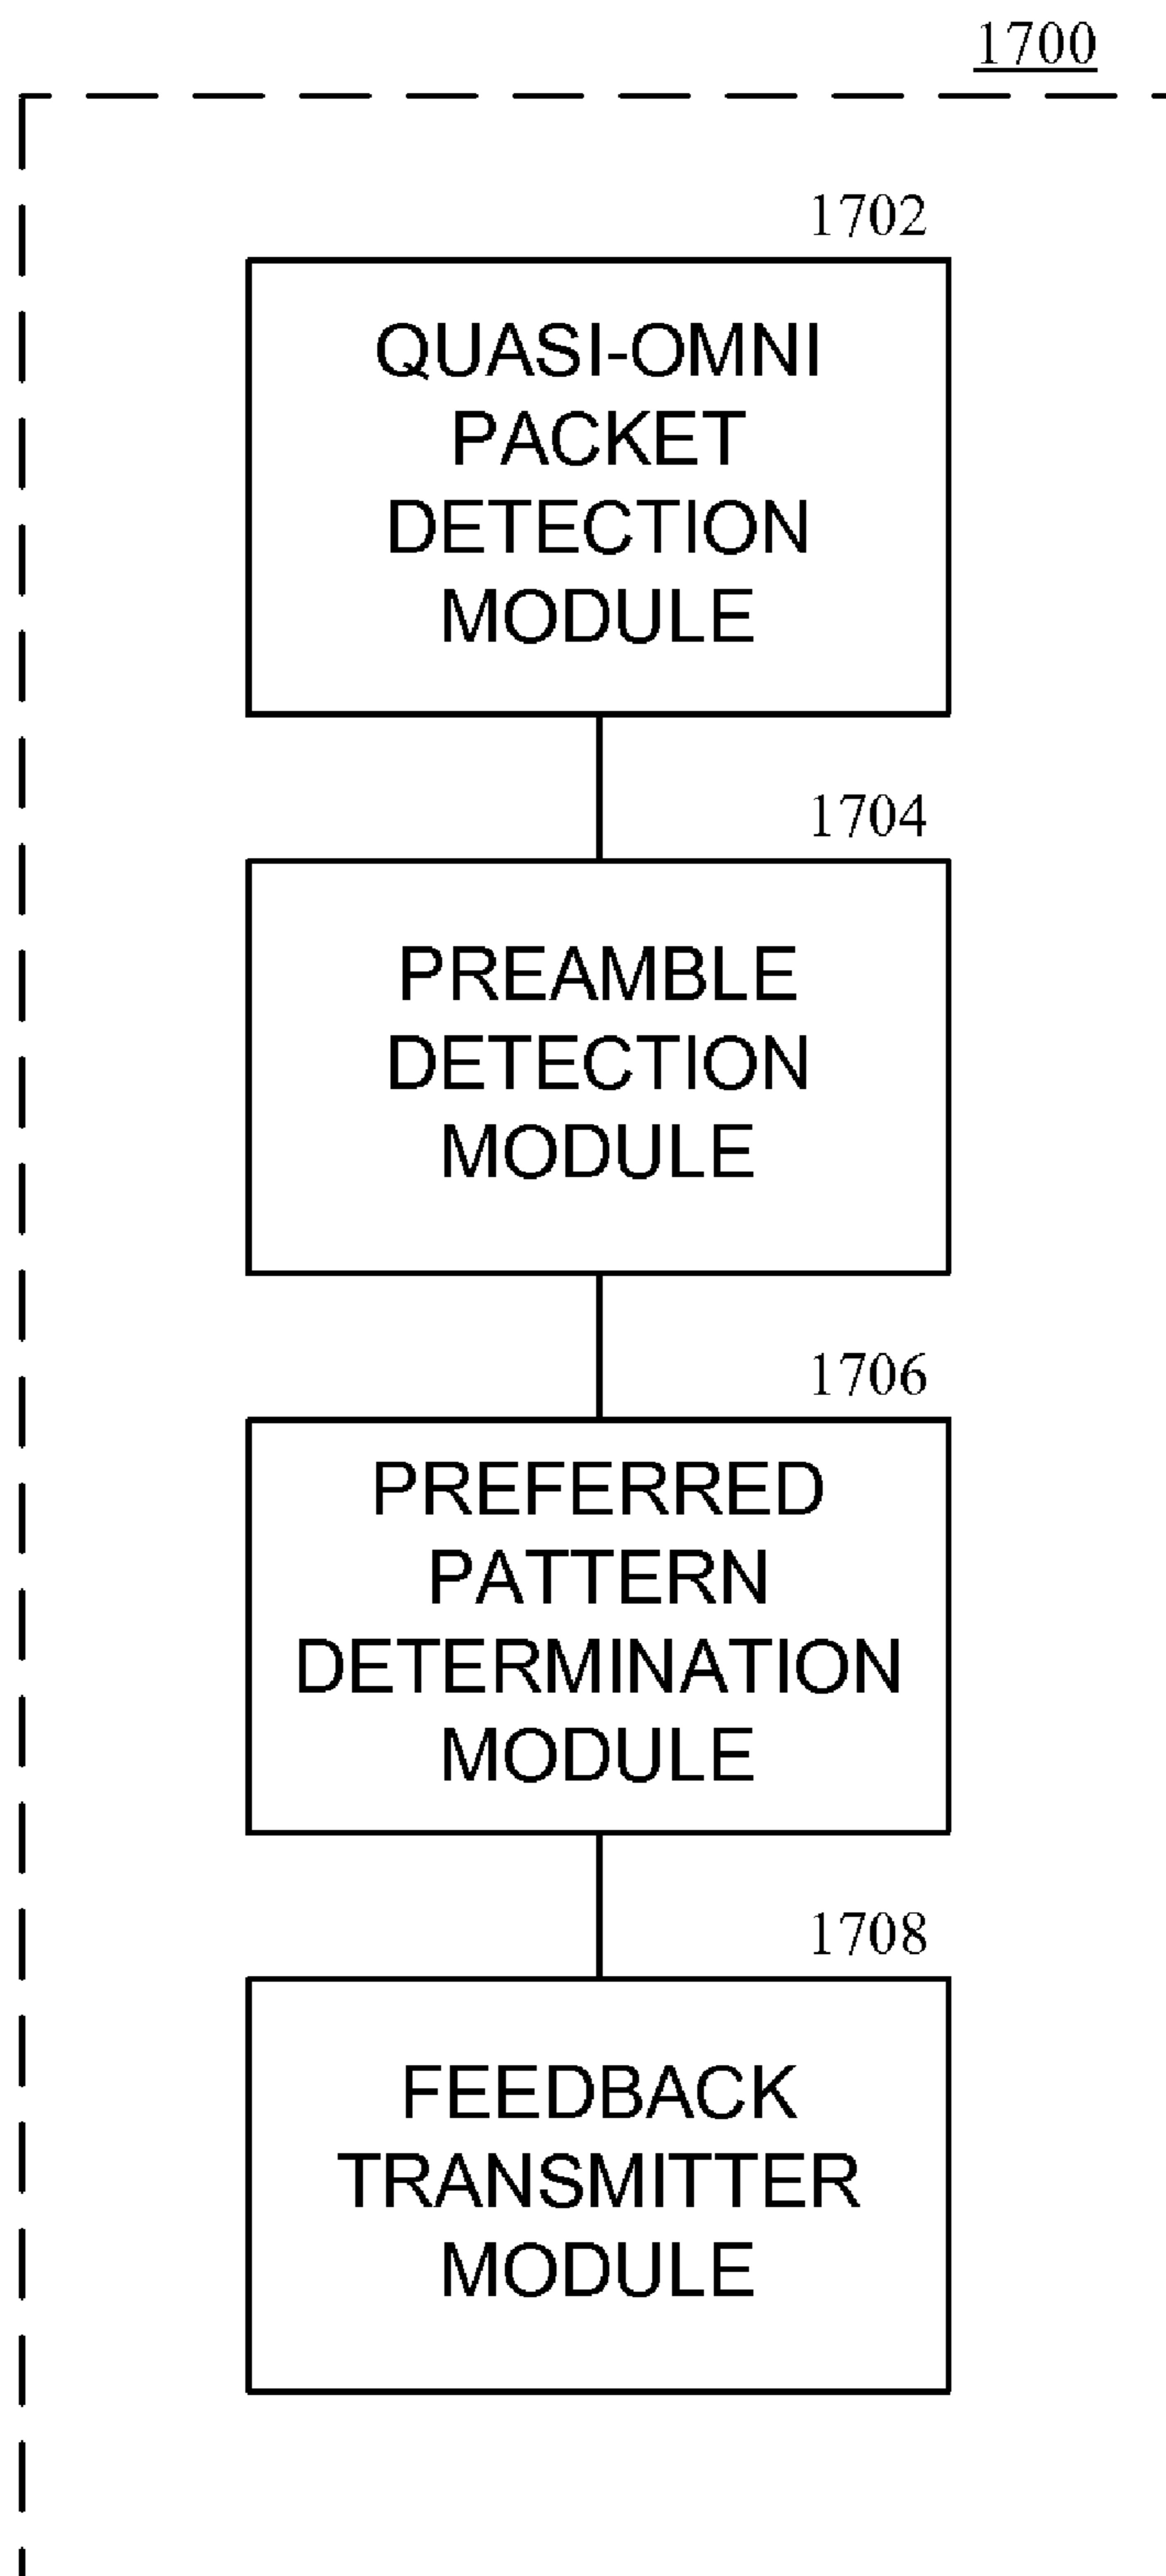 1700
1702
QUASI-OMNI
PACKET
DETECTION
MODULE
1704
PREAMBLE
DETECTION
MODULE
1706
PREFERRED
PATTERN
DETERMINATION
MODULE
1708
FEEDBACK
TRANSMITTER
MODULE